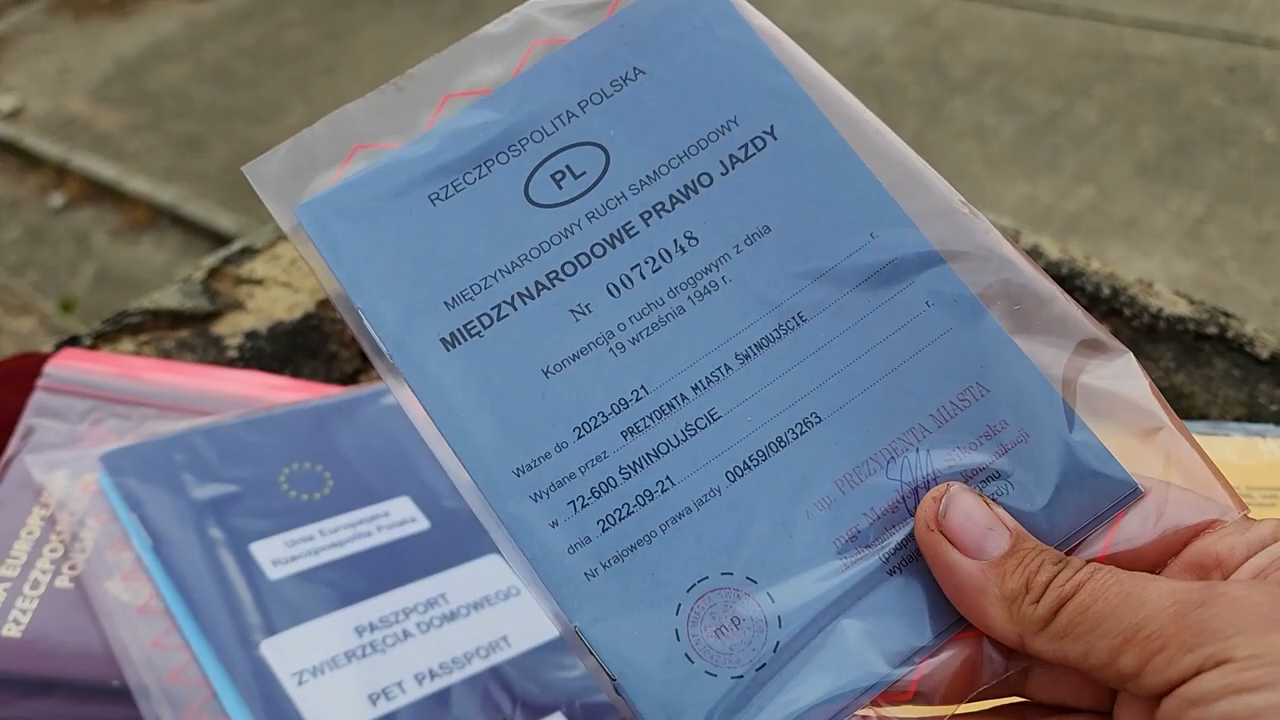 RZECZPOSPOLITA POLSKA
PL
MIĘDZYNARODOWY RUCH SAMOCHODOWY
MIĘDZYNARODOWE PRAWO JAZDY
Nr 0072048
Konwencja o ruchu drogowym z dnia
19 września 1949 r.
Ważne do 2023-09-21 r.
Wydane przez PREZYDENTA MIASTA ŚWINOUJŚCIE
w 72-600 ŚWINOUJŚCIE
dnia 2022-09-21 r.
Nr krajowego prawa jazdy 00459/08/3263
z up. PREZYDENTA MIASTA
mgr Sikorska
m.p.
Unia Europejska
Rzeczpospolita Polska
PASZPORT
ZWIERZĘCIA DOMOWEGO
PET PASSPORT